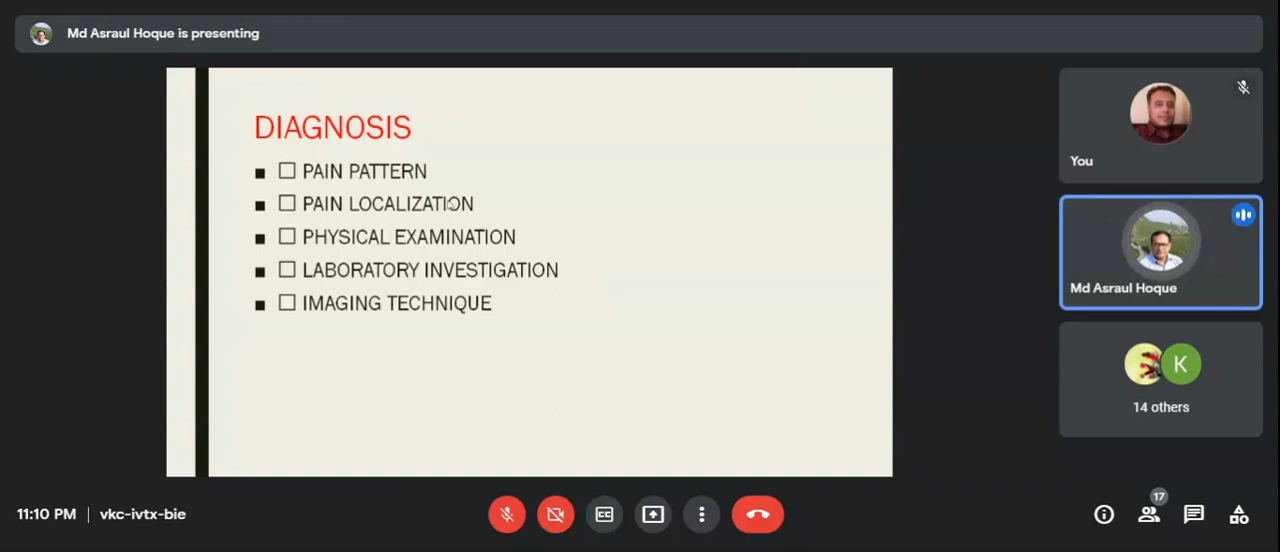 Md Asraul Hoque is presenting
DIAGNOSIS
PAIN PATTERN
PAIN LOCALIZATION
PHYSICAL EXAMINATION
LABORATORY INVESTIGATION
IMAGING TECHNIQUE
You
Md Asraul Hoque
K
14 others
11:10 PM | vkc-ivtx-bie
CC
17